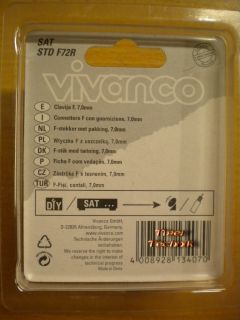 SAT
STD F72R
vivanco
E Clavija F, 7,0mm
I Connettore F con guarnizione, 7,0mm
NL F-stekker met pakking, 7,0mm
PL Wtyczka F z uszczelką, 7,0mm
DK F-stik med tætning, 7,0mm
P Ficha F com vedação, 7,0mm
CZ Zástrčka F s těsněním, 7,0mm
TUR F-Fişi, contali, 7,0mm
DIY SAT ...
Vivanco GmbH,
D-22926 Ahrensburg, Germany,
www.vivanco.com
Technische Änderungen
vorbehalten.
We reserve the right to make
changes in the interest of
technical progress
Made in China
4 008928 134070